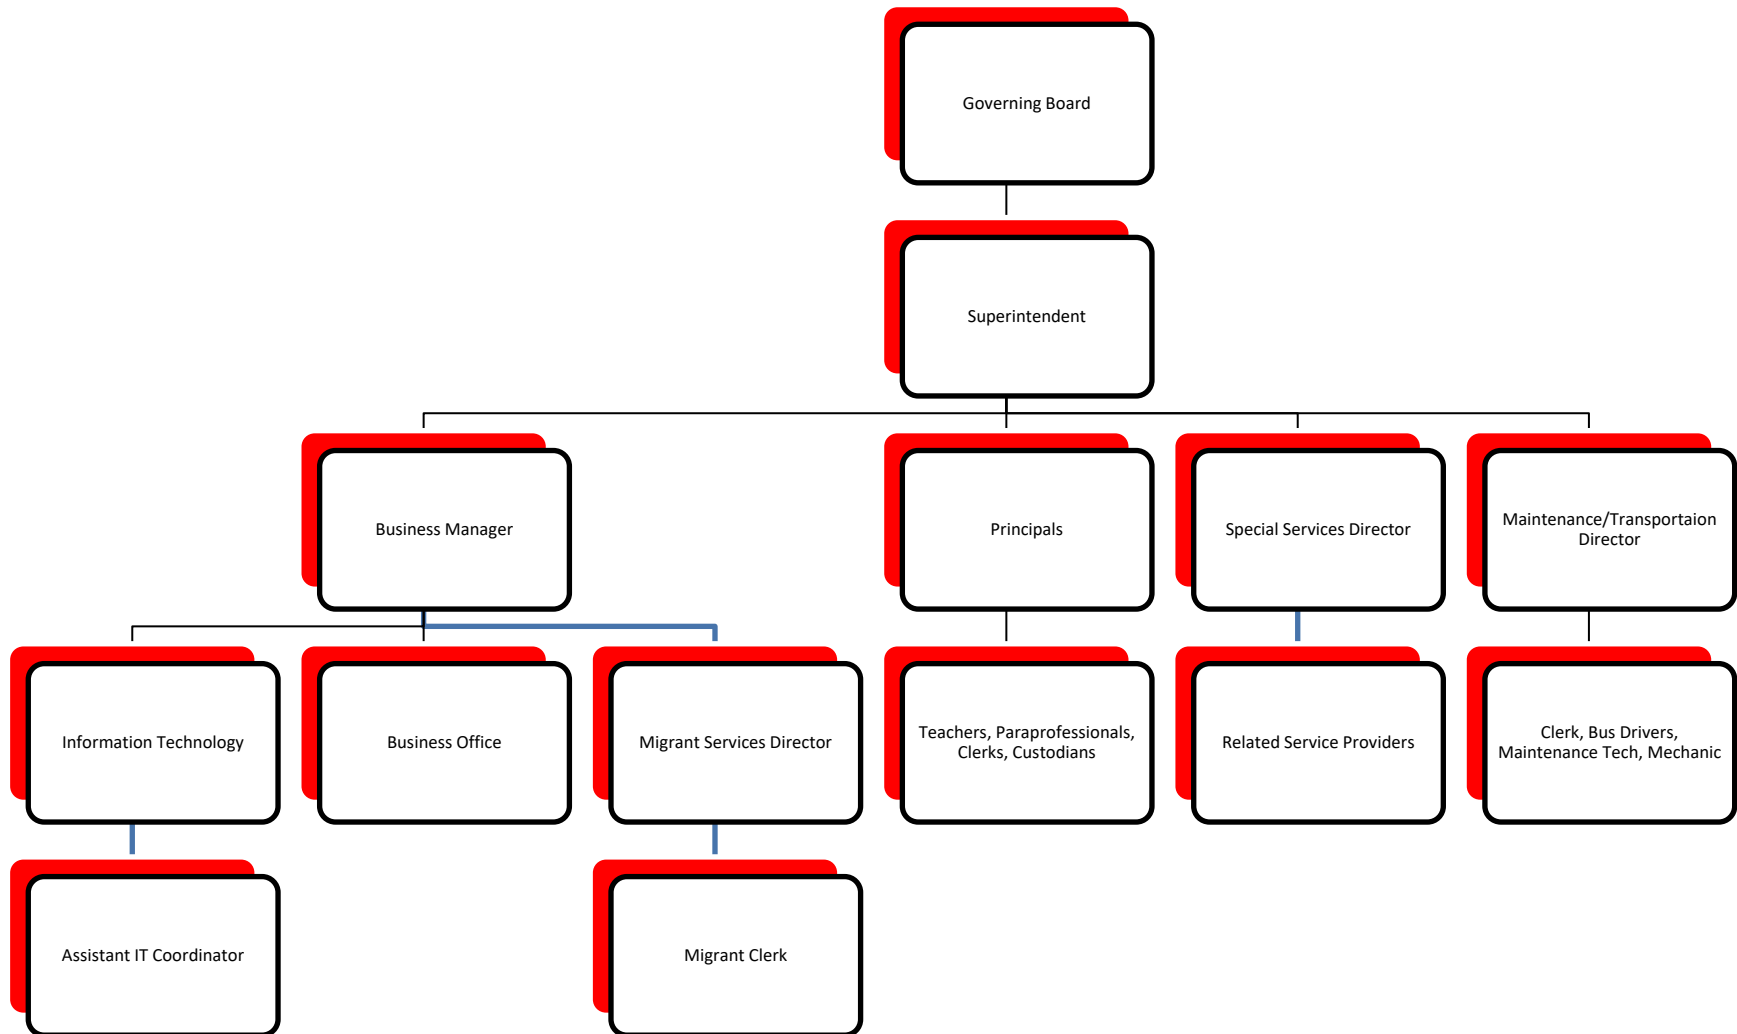 Governing Board
Superintendent
Business Manager
Principals
Special Services Director
Maintenance/Transportaion
Director
Information Technology
Business Office
Migrant Services Director
Teachers, Paraprofessionals,
Clerks, Custodians
Related Service Providers
Clerk, Bus Drivers,
Maintenance Tech, Mechanic
Assistant IT Coordinator
Migrant Clerk